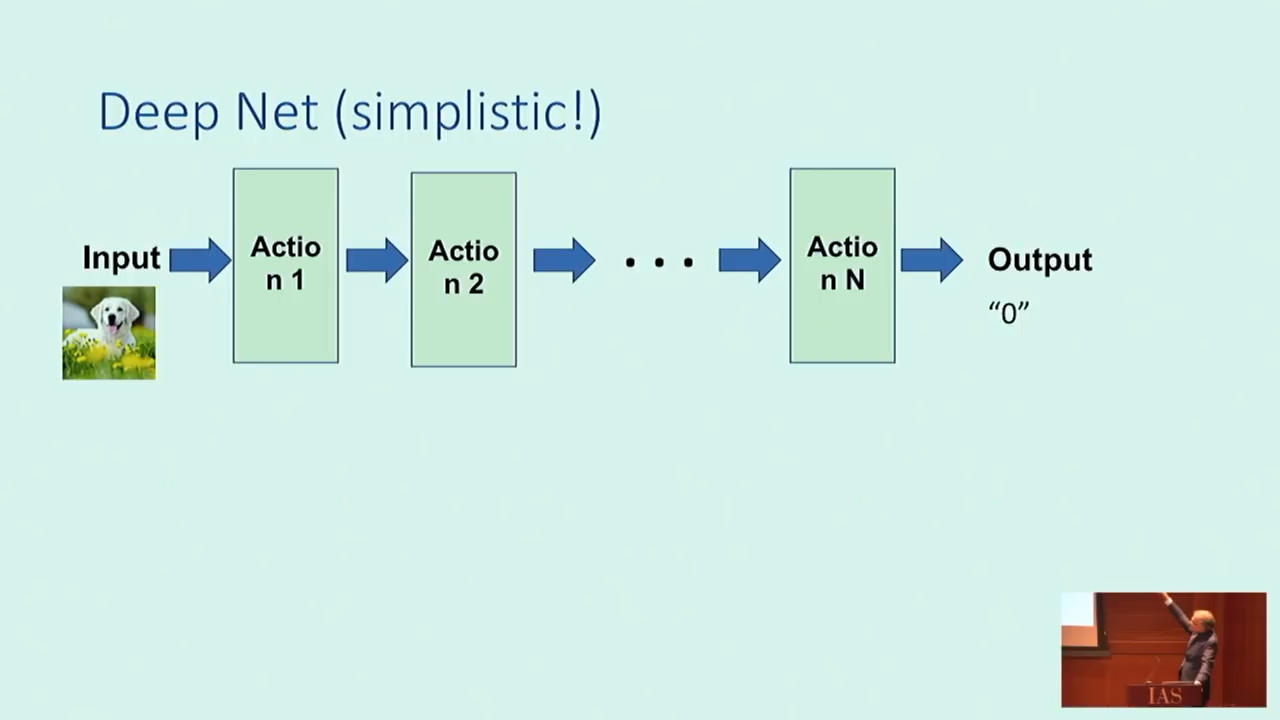 Deep Net (simplistic!)
Input
Actio
n 1
Actio
n 2
. . .
Actio
n N
Output
“0”
IAS